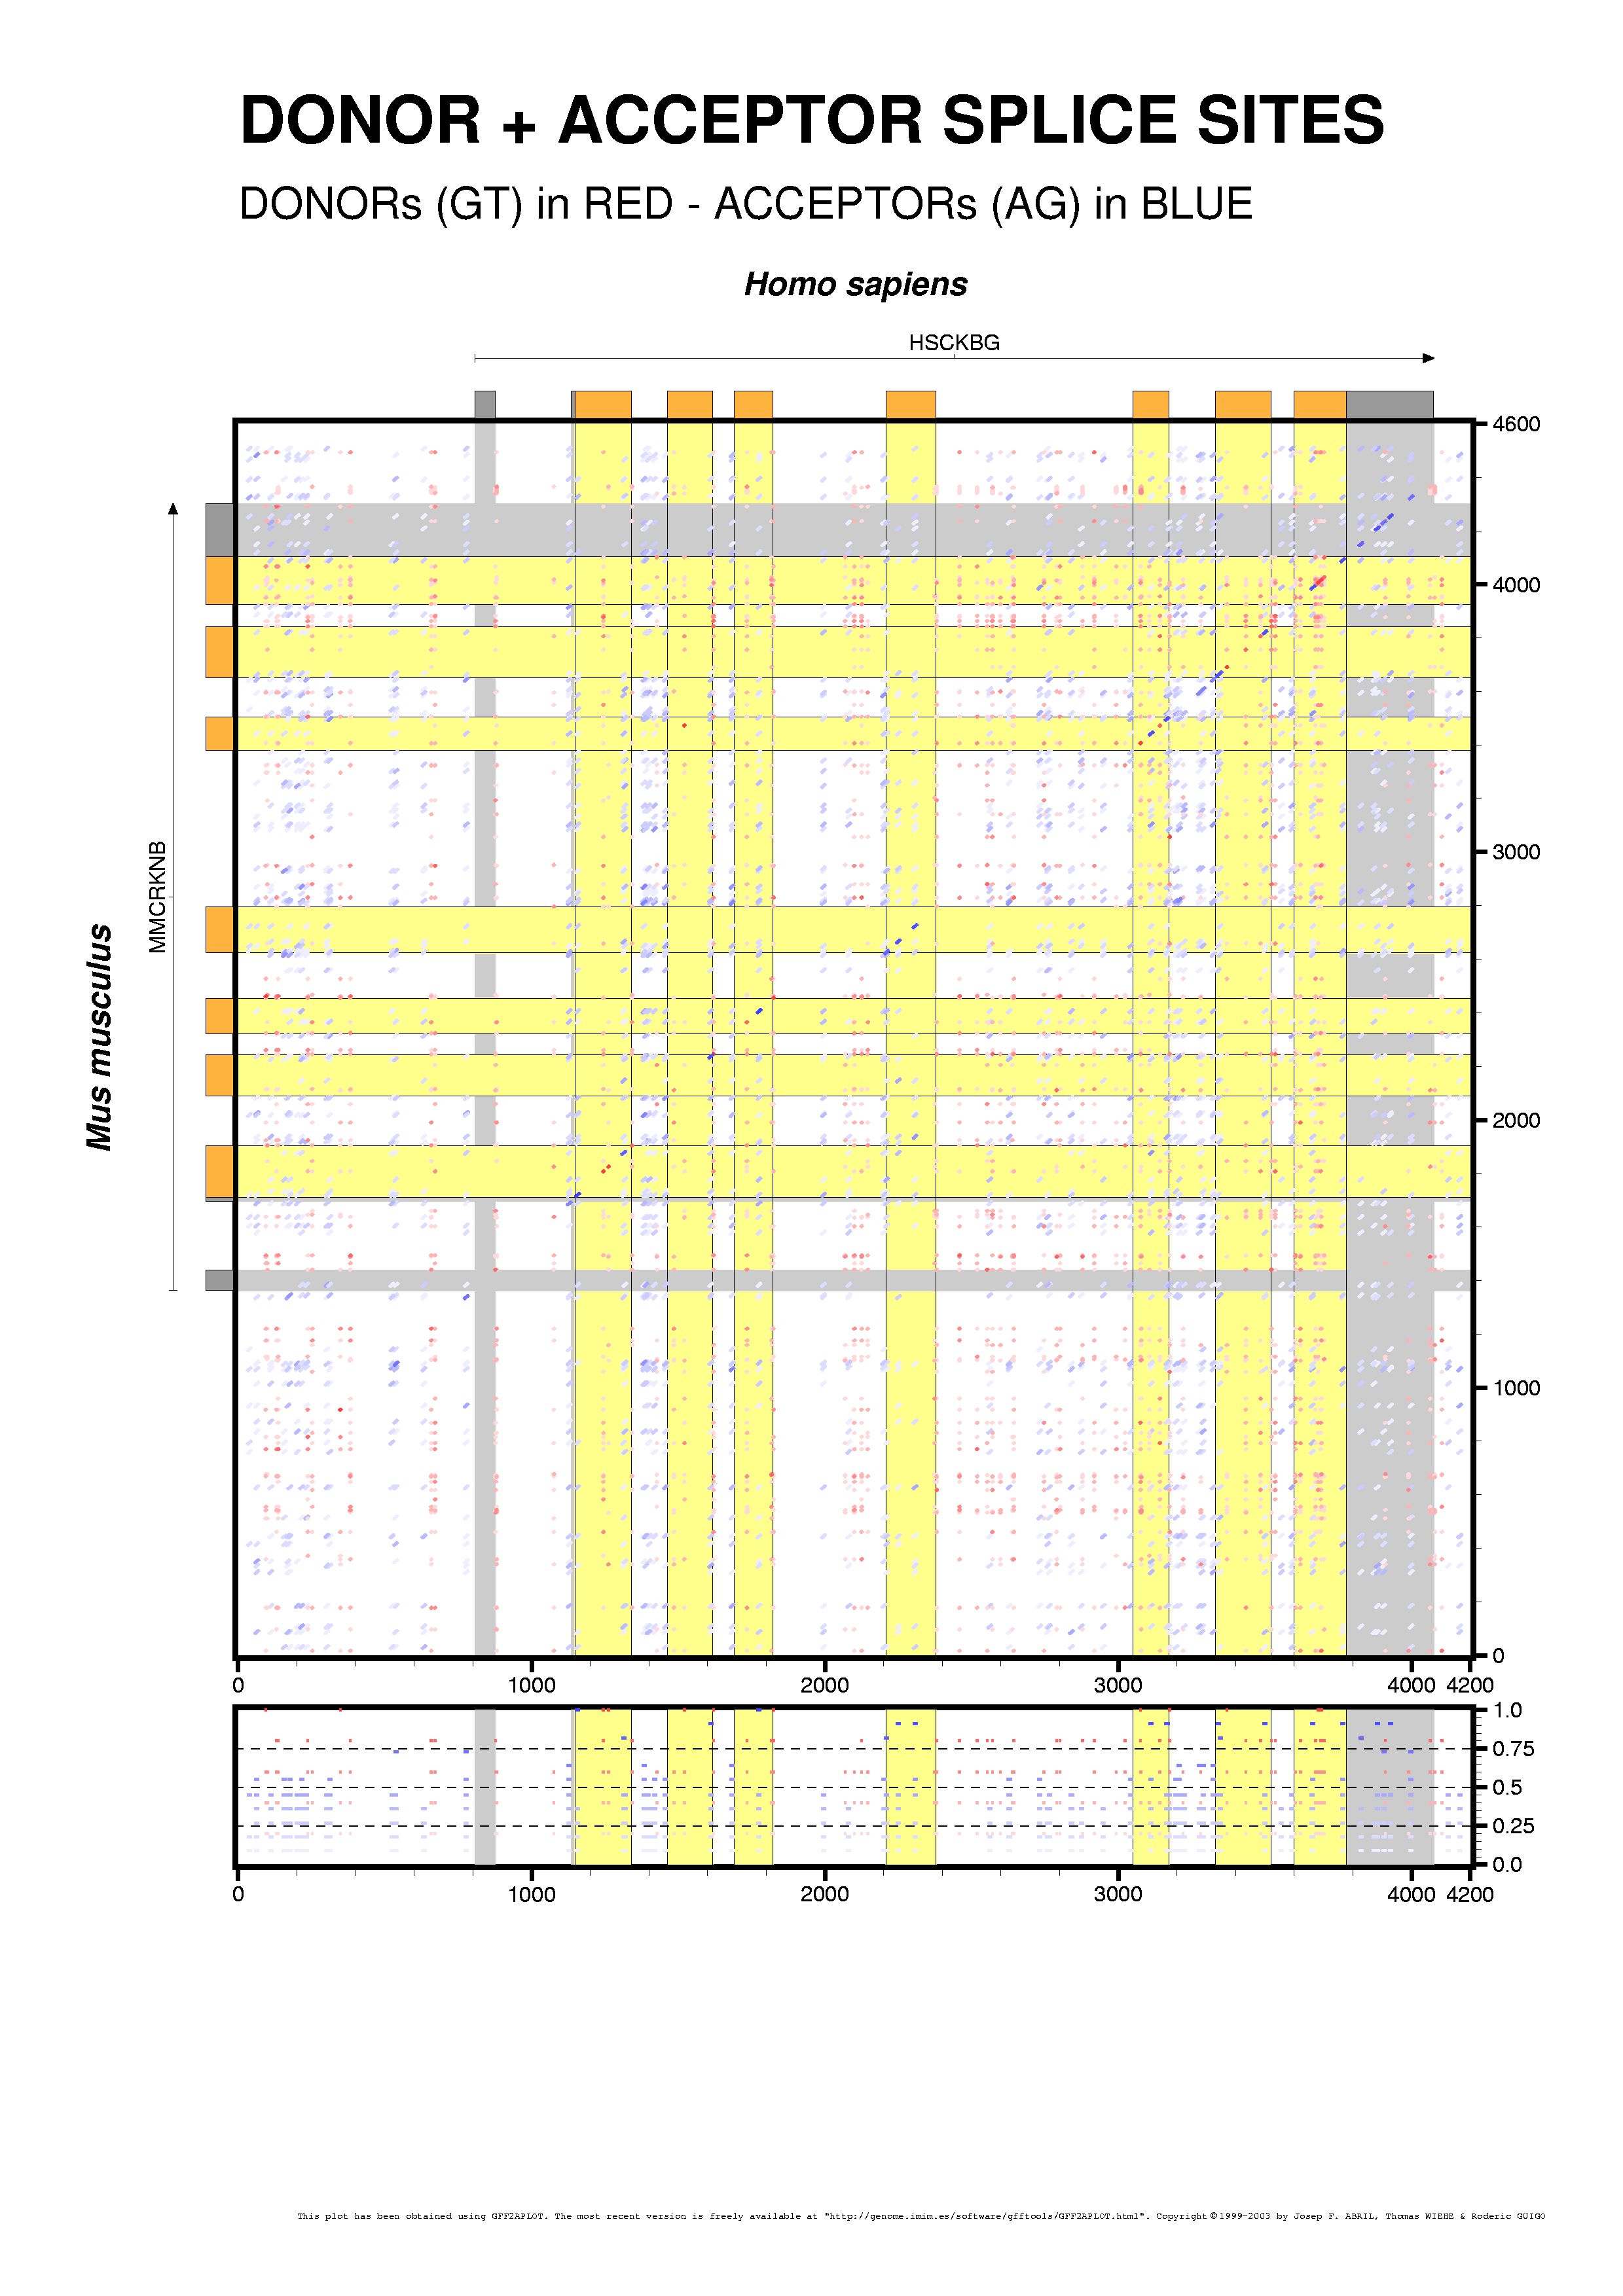 DONOR + ACCEPTOR SPLICE SITES
DONORs (GT) in RED - ACCEPTORs (AG) in BLUE
Homo sapiens
HSCKBG
Mus musculus
MMCRKNB
4600
4000
3000
2000
1000
0
0 1000 2000 3000 4000 4200
1.0
0.75
0.5
0.25
0.0
0 1000 2000 3000 4000 4200
This plot has been obtained using GFF2APLOT. The most recent version is freely available at "http://genome.imim.es/software/gfftools/GFF2APLOT.html". Copyright ©1999-2003 by Josep F. ABRIL, Thomas WIEHE & Roderic GUIGO